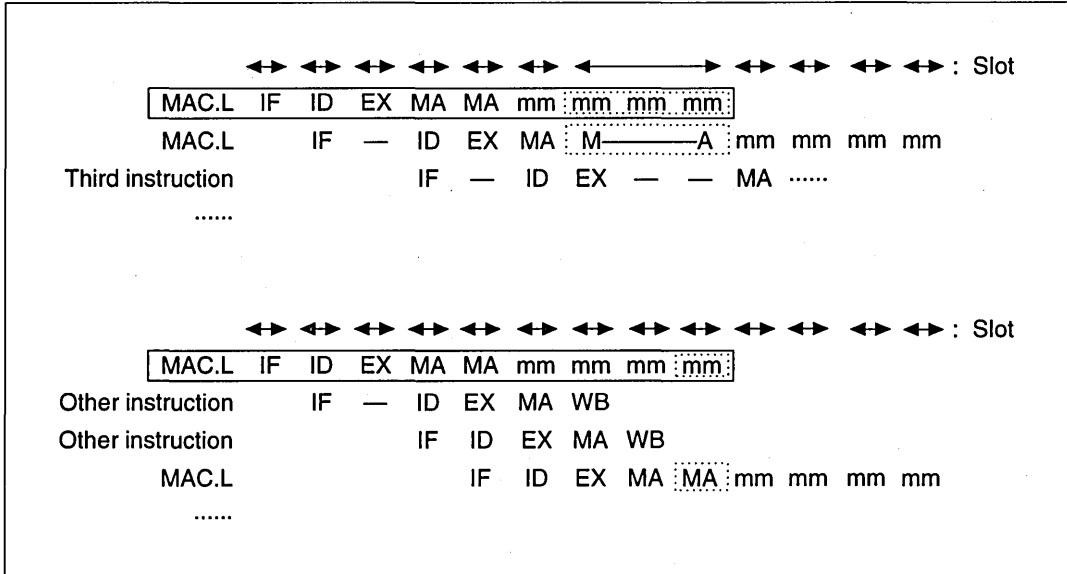 : Slot
MAC.L IF ID EX MA MA mm mm mm mm
MAC.L IF — ID EX MA M———A mm mm mm mm
Third instruction IF — ID EX — — MA ······
······
: Slot
MAC.L IF ID EX MA MA mm mm mm mm
Other instruction IF — ID EX MA WB
Other instruction IF ID EX MA WB
MAC.L IF ID EX MA MA mm mm mm mm
······